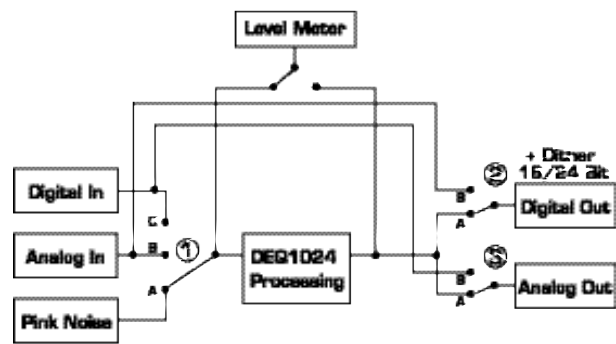 Level Meter
+ Dither
16/24 Bit
2
B
A
Digital Out
Digital In
C
Analog In
B
1
A
DEQ1024
Processing
3
B
A
Analog Out
Pink Noise